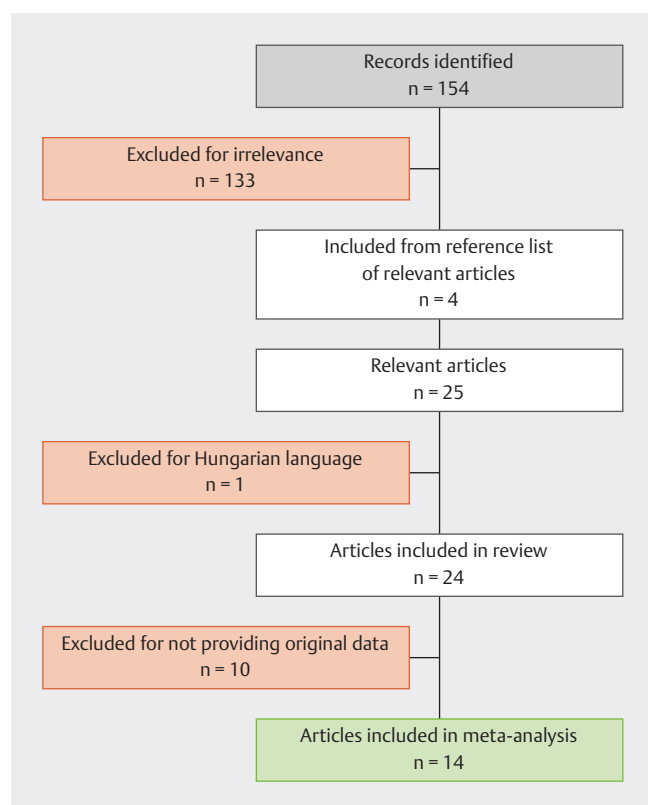 Records identified
n = 154
Excluded for irrelevance
n = 133
Included from reference list
of relevant articles
n = 4
Relevant articles
n = 25
Excluded for Hungarian language
n = 1
Articles included in review
n = 24
Excluded for not providing original data
n = 10
Articles included in meta-analysis
n = 14